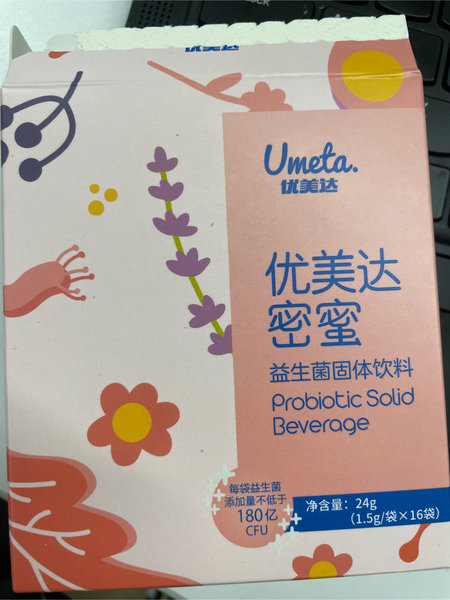 优美达
Umeta.
优美达
优美达
密蜜
益生菌固体饮料
Probiotic Solid
Beverage
每袋益生菌
添加量不低于
180亿
CFU
净含量：24g
（1.5g/袋×16袋）